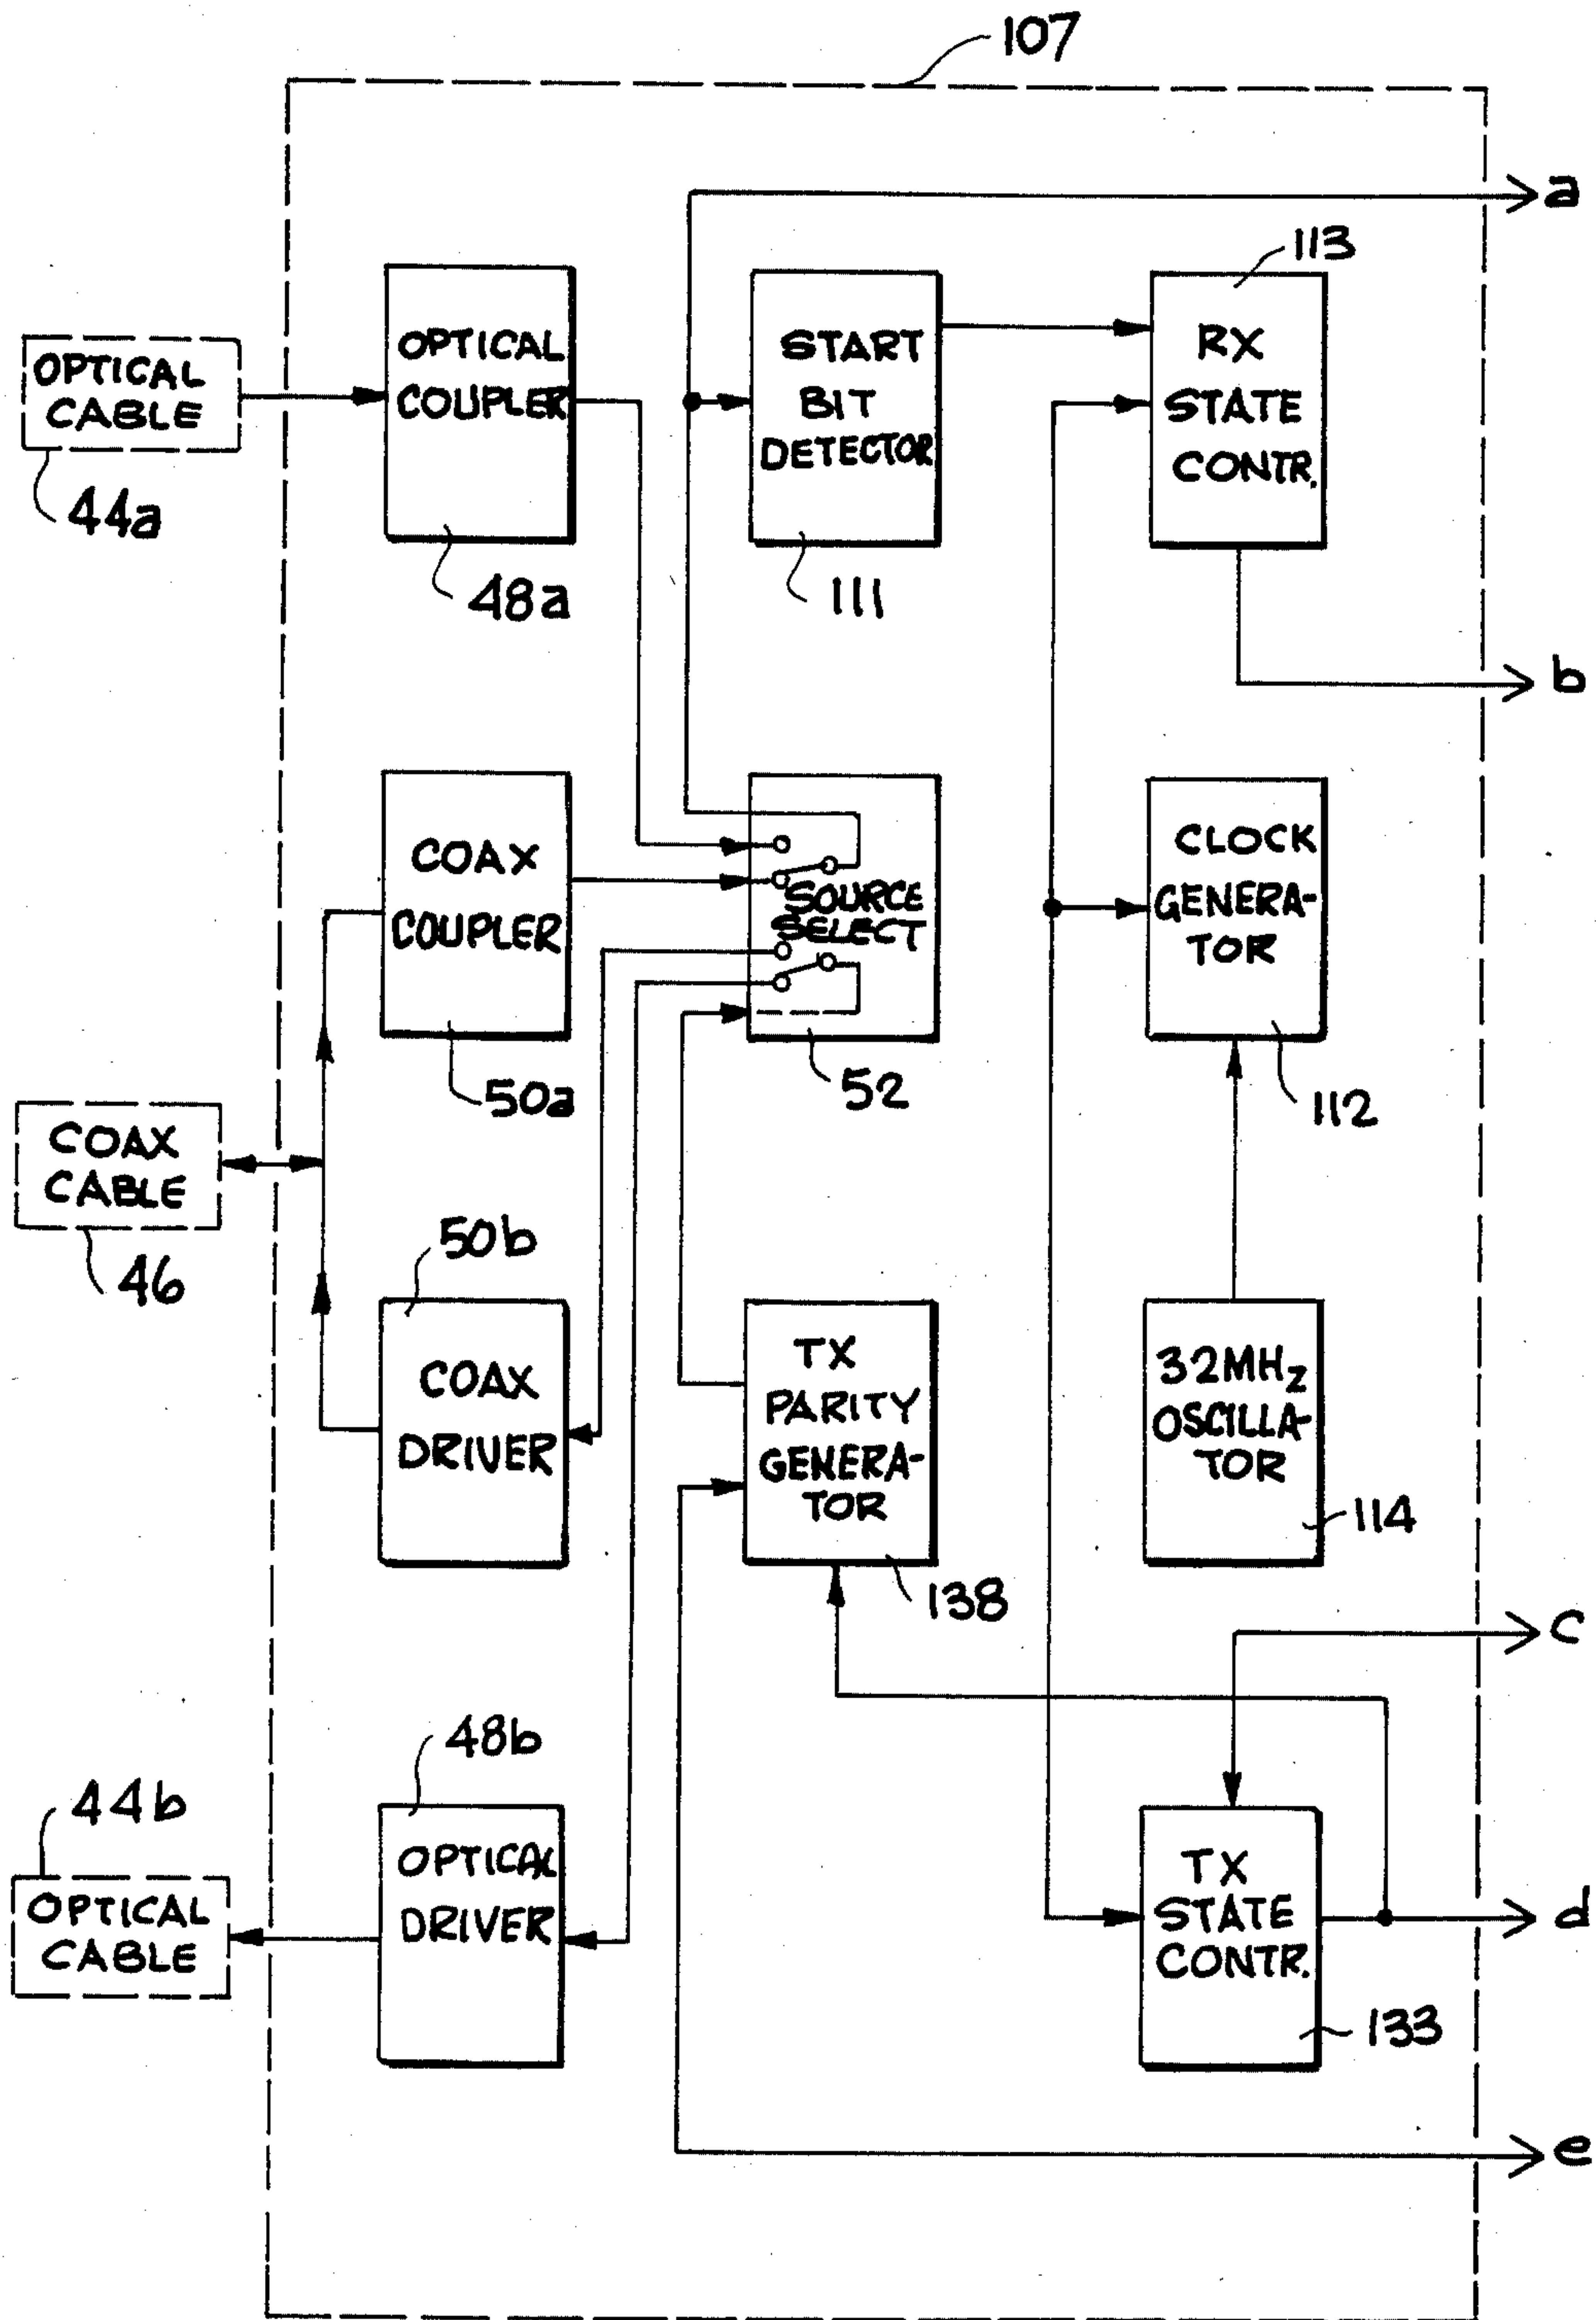 107
a
113
OPTICAL
COUPLER
START
BIT
DETECTOR
RX
STATE
CONTR.
OPTICAL
CABLE
44a
48a
111
b
COAX
COUPLER
SOURCE
SELECT
CLOCK
GENERA-
TOR
50a
52
112
COAX
CABLE
46
50b
COAX
DRIVER
TX
PARITY
GENERA-
TOR
32MHz
OSCILLA-
TOR
114
138
c
48b
44b
OPTICAL
DRIVER
OPTICAL
CABLE
TX
STATE
CONTR.
d
133
e